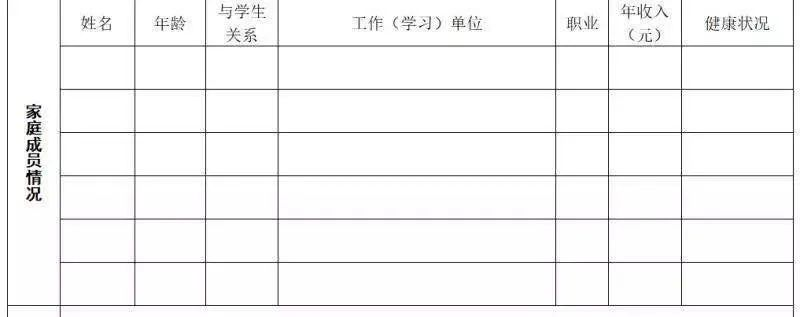 姓名 年龄 与学生关系 工作（学习）单位 职业 年收入（元） 健康状况
家庭成员情况